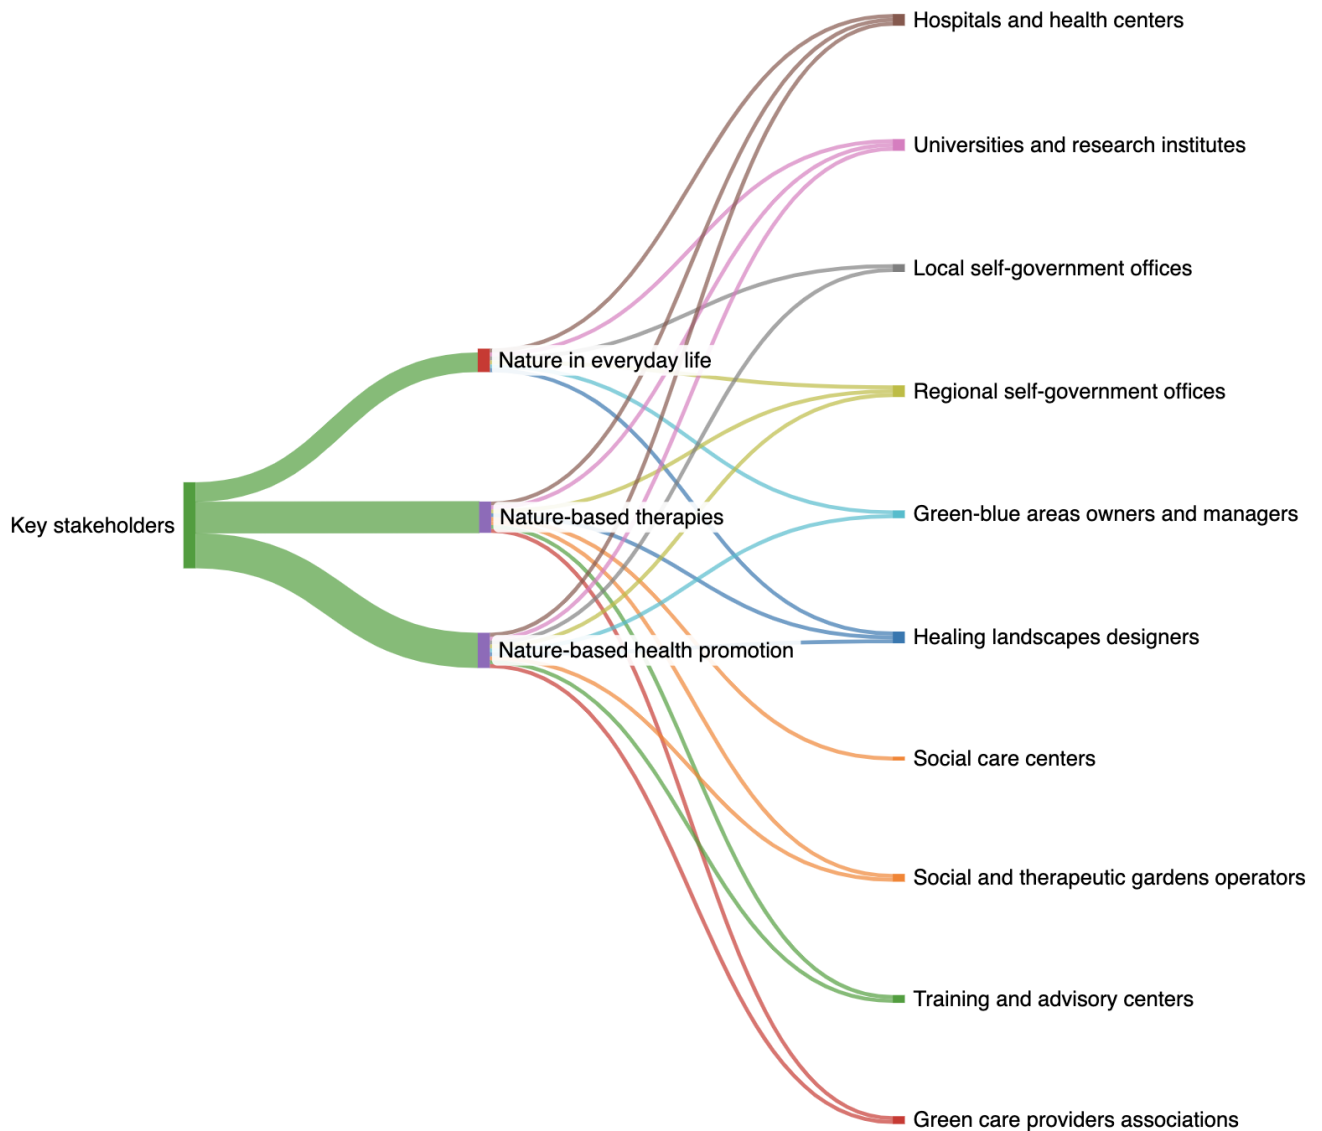 Key stakeholders
Nature in everyday life
Nature-based therapies
Nature-based health promotion
Hospitals and health centers
Universities and research institutes
Local self-government offices
Regional self-government offices
Green-blue areas owners and managers
Healing landscapes designers
Social care centers
Social and therapeutic gardens operators
Training and advisory centers
Green care providers associations